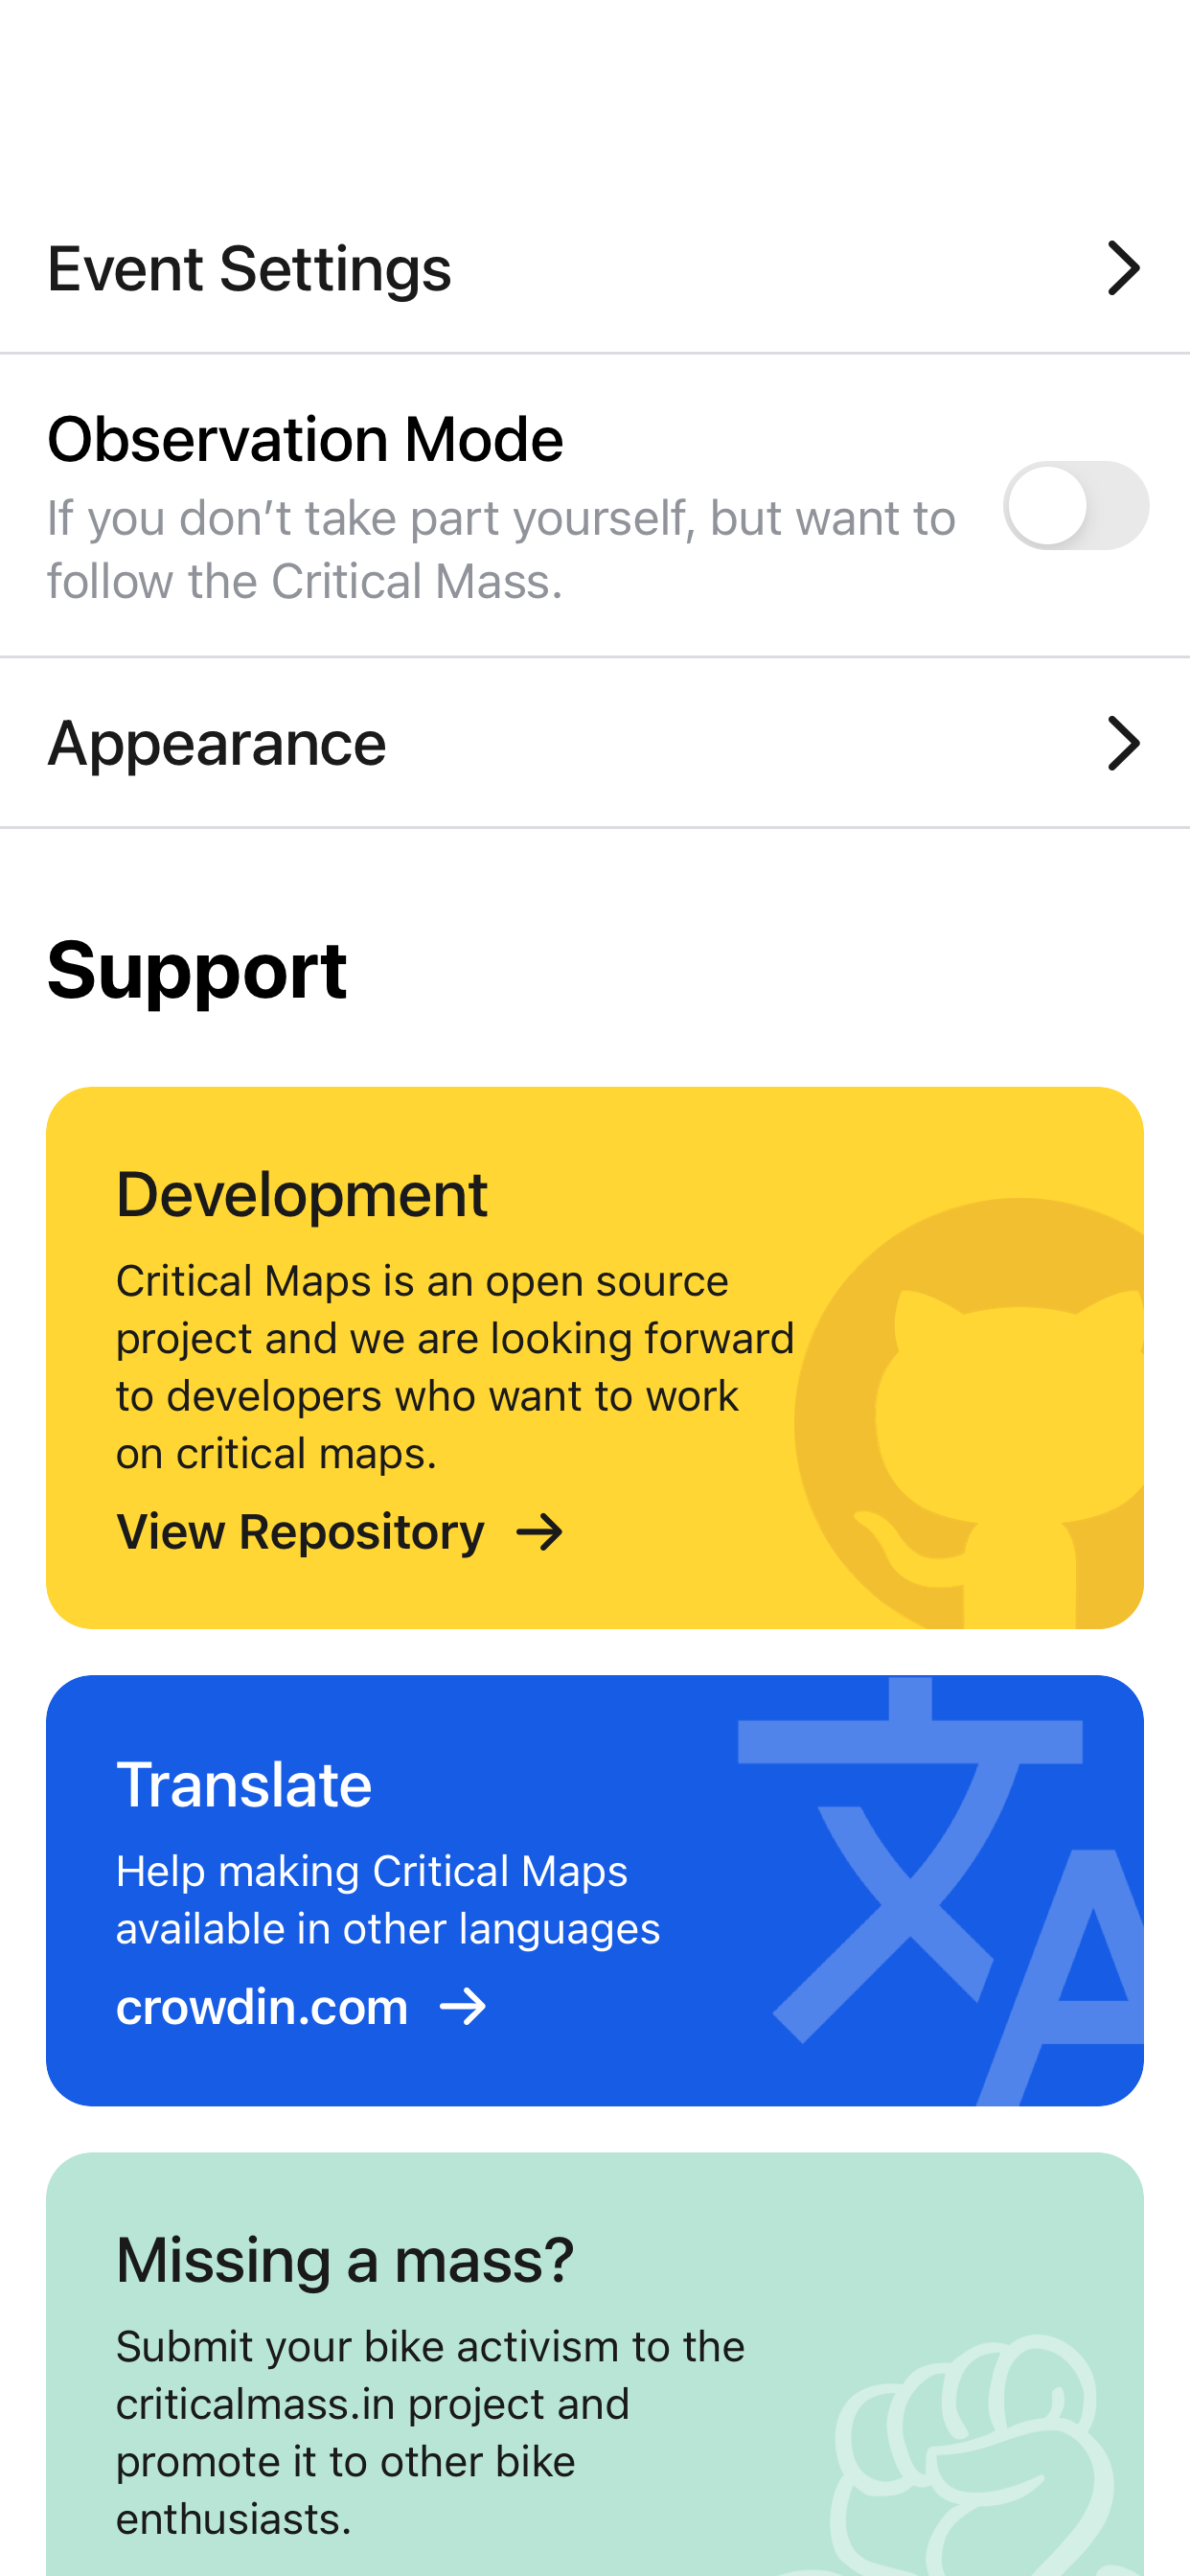 Event Settings
Observation Mode
If you don’t take part yourself, but want to
follow the Critical Mass.
Appearance
Support
Development
Critical Maps is an open source
project and we are looking forward
to developers who want to work
on critical maps.
View Repository →
Translate
Help making Critical Maps
available in other languages
crowdin.com →
文A
Missing a mass?
Submit your bike activism to the
criticalmass.in project and
promote it to other bike
enthusiasts.